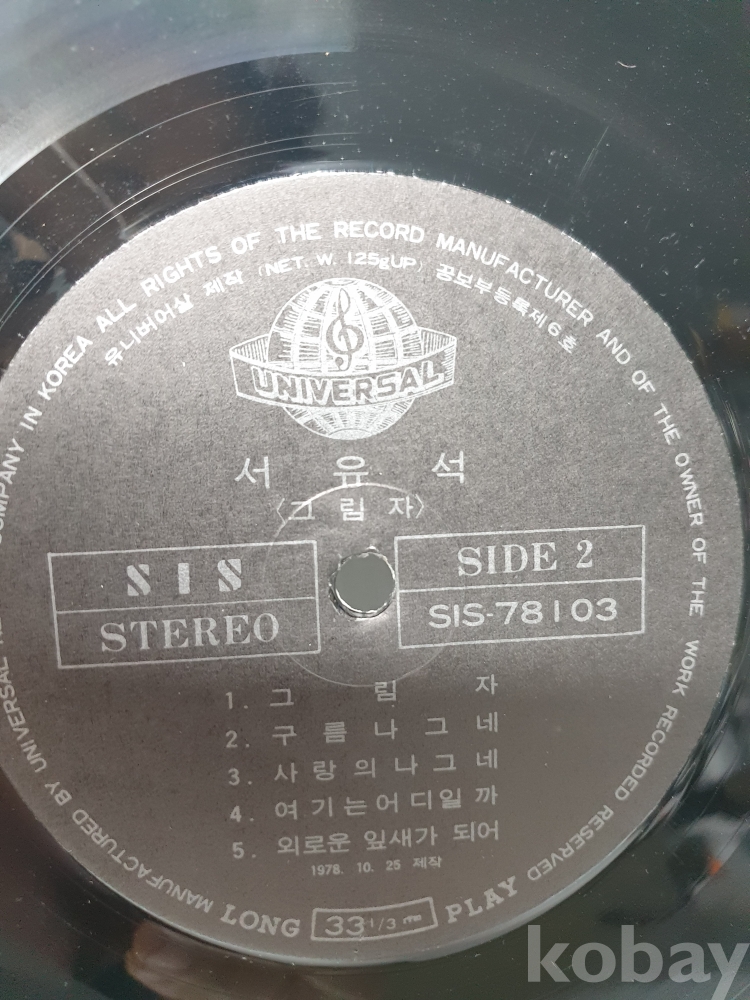 MANUFACTURED BY UNIVERSAL RE COMPANY IN KOREA ALL RIGHTS OF THE RECORD MANUFACTURER AND OF THE OWNER OF THE WORK RECORDED RESERVED
유니버어살 제작 (NET. W. 125gUP) 공보부등록제6호
UNIVERSAL
서 유 석
〈그 림 자〉
SIS
STEREO
SIDE 2
SIS-78103
1. 그 림 자
2. 구 름 나 그 네
3. 사 랑 의 나 그 네
4. 여 기 는 어 디 일 까
5. 외로운 잎새가 되어
1978. 10. 25 제작
LONG 33 1/3 PLAY
kobay